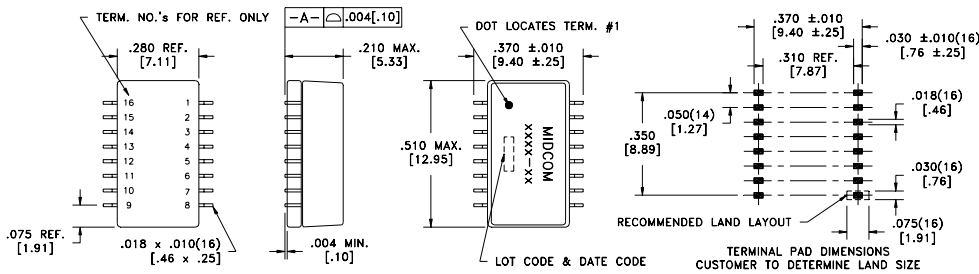 TERM. NO.'s FOR REF. ONLY
-A- ⌓ .004[.10]
.280 REF.
[7.11]
16
15
14
13
12
11
10
9
1
2
3
4
5
6
7
8
.075 REF.
[1.91]
.018 x .010(16)
[.46 x .25]
.210 MAX.
[5.33]
.004 MIN.
[.10]
DOT LOCATES TERM. #1
.370 ±.010
[9.40 ±.25]
.510 MAX.
[12.95]
MIDCOM
XXXX-XX
LOT CODE & DATE CODE
.370 ±.010
[9.40 ±.25]
.030 ±.010(16)
[.76 ±.25]
.310 REF.
[7.87]
.018(16)
[.46]
.050(14)
[1.27]
.350
[8.89]
.030(16)
[.76]
RECOMMENDED LAND LAYOUT
.075(16)
[1.91]
TERMINAL PAD DIMENSIONS
CUSTOMER TO DETERMINE LAND SIZE